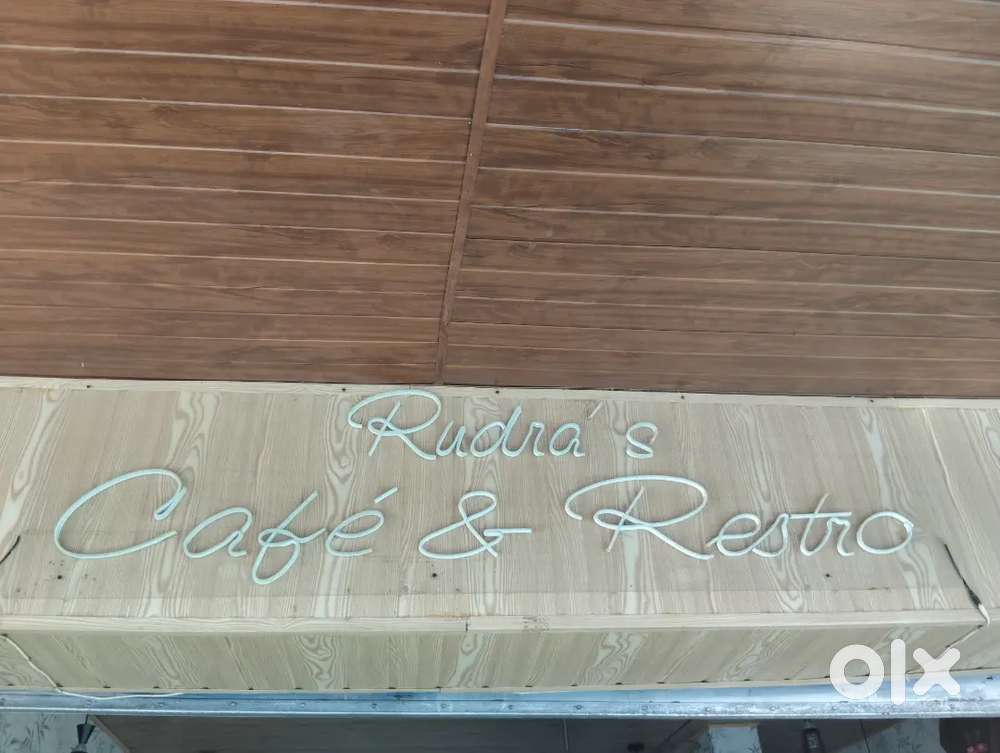 Rudra's
Café & Restro
olx